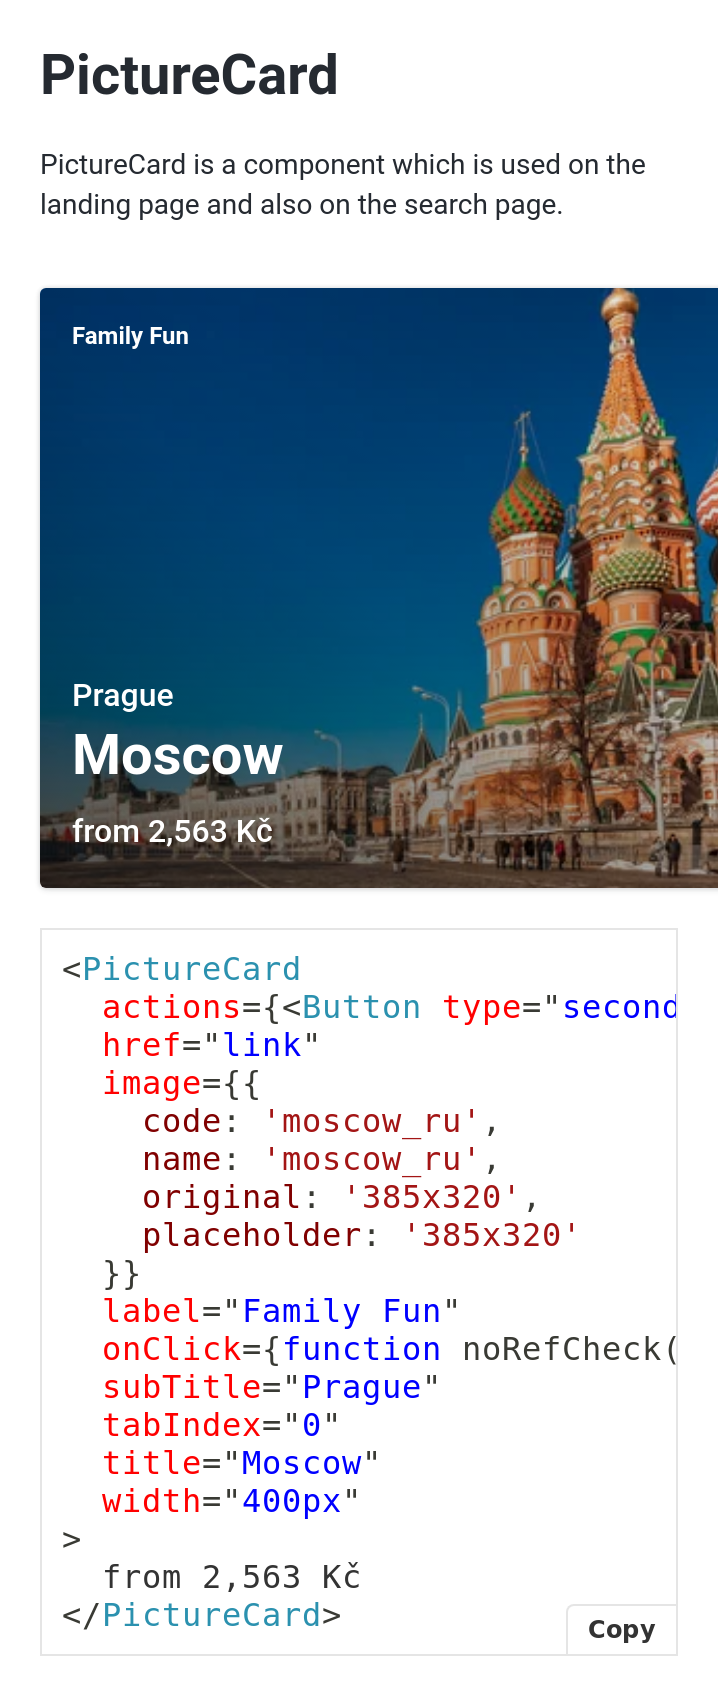 PictureCard
PictureCard is a component which is used on the
landing page and also on the search page.
Family Fun
Prague
Moscow
from 2,563 Kč
<PictureCard
  actions={<Button type="second
  href="link"
  image={{
    code: 'moscow_ru',
    name: 'moscow_ru',
    original: '385x320',
    placeholder: '385x320'
  }}
  label="Family Fun"
  onClick={function noRefCheck(
  subTitle="Prague"
  tabIndex="0"
  title="Moscow"
  width="400px"
>
  from 2,563 Kč
</PictureCard>
Copy